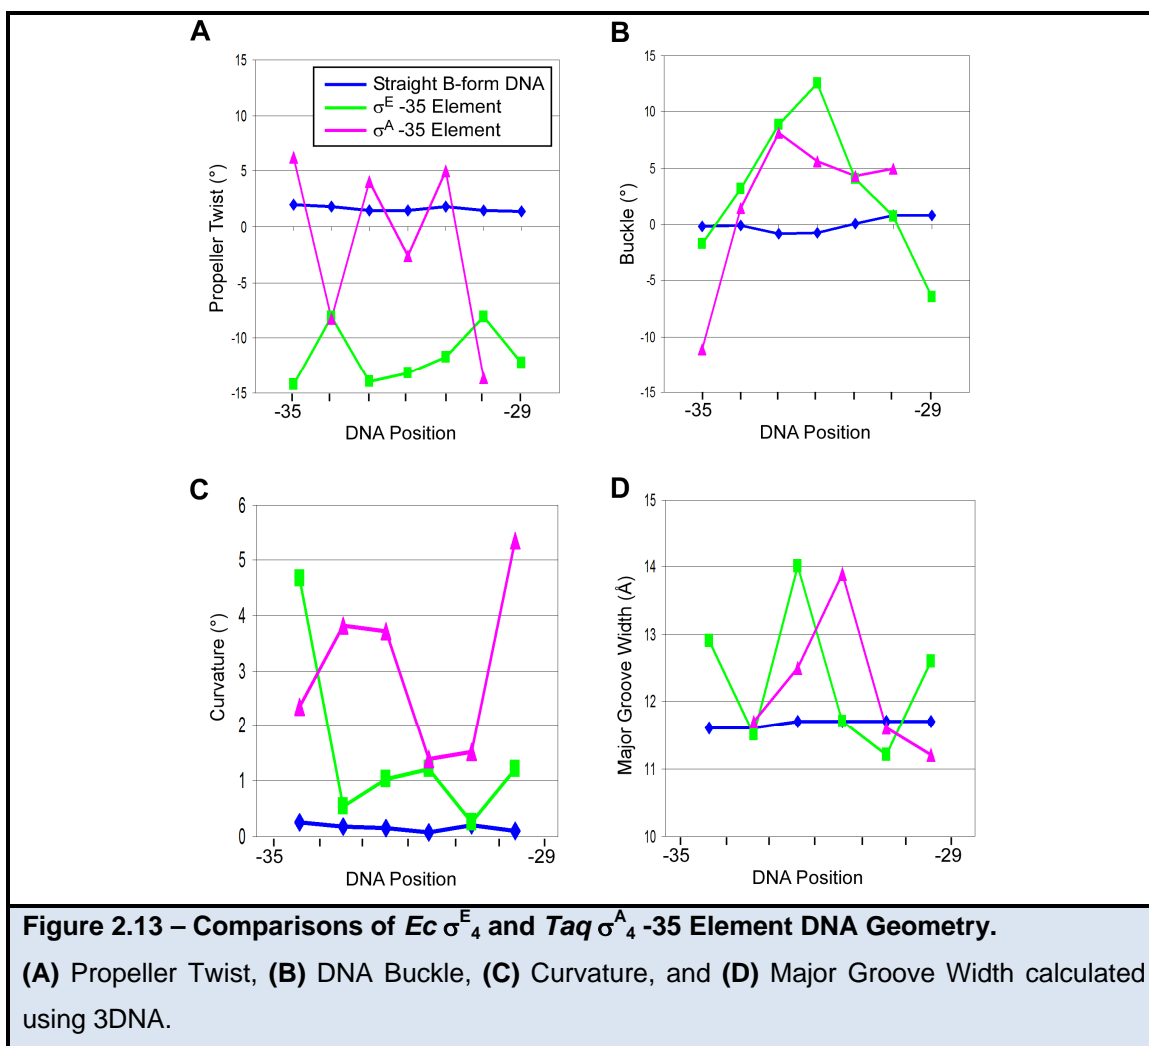 A
15
10
5
0
-5
-10
-15
Propeller Twist (°)
Straight B-form DNA
σE -35 Element
σA -35 Element
-35
-29
DNA Position
B
15
10
5
0
-5
-10
-15
Buckle (°)
-35
-29
DNA Position
C
6
5
4
3
2
1
0
Curvature (°)
-35
-29
DNA Position
D
15
14
13
12
11
10
Major Groove Width (Å)
-35
-29
DNA Position
Figure 2.13 – Comparisons of Ec σE4 and Taq σA4 -35 Element DNA Geometry.
(A) Propeller Twist, (B) DNA Buckle, (C) Curvature, and (D) Major Groove Width calculated
using 3DNA.